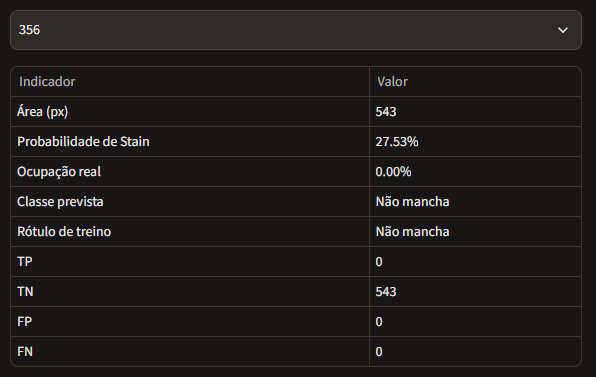 356
Indicador Valor
Área (px) 543
Probabilidade de Stain 27.53%
Ocupação real 0.00%
Classe prevista Não mancha
Rótulo de treino Não mancha
TP 0
TN 543
FP 0
FN 0